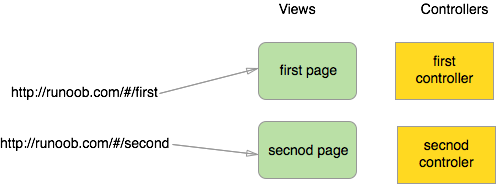 Views Controllers
first page
first
controller
http://runoob.com/#/first
http://runoob.com/#/second
secnod page
secnod
controler